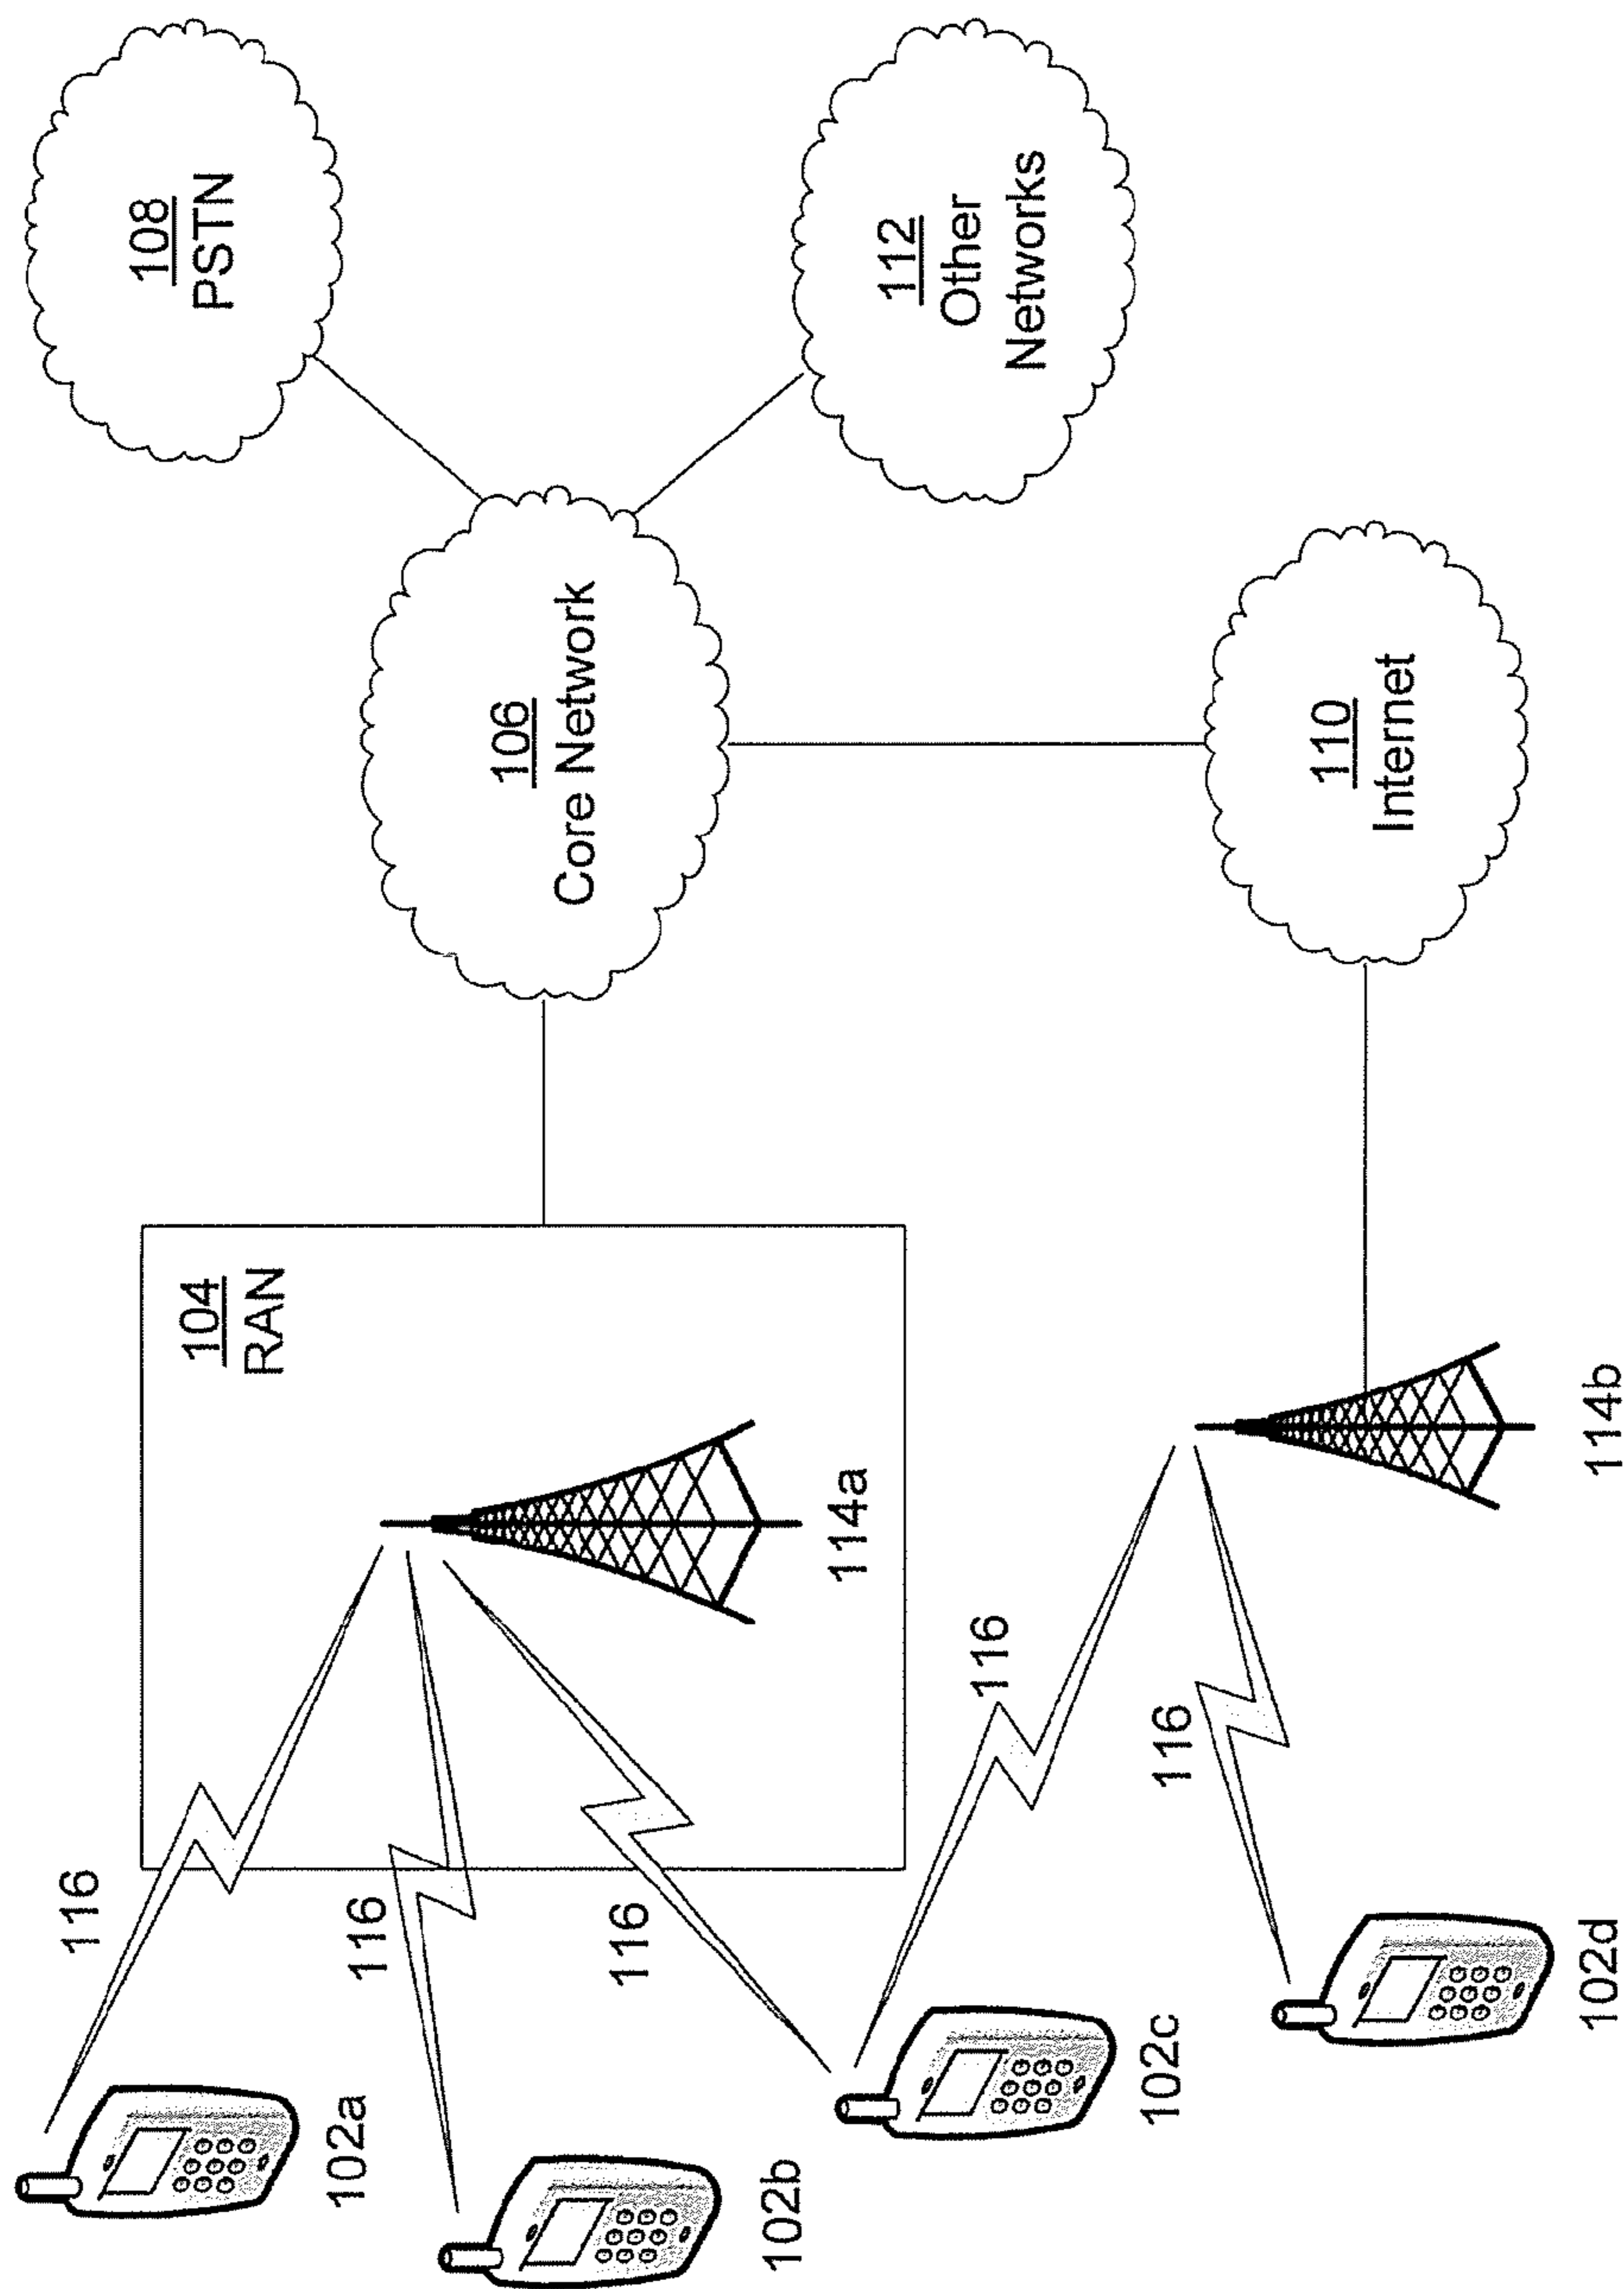 108
PSTN
106
Core Network
112
Other
Networks
104
RAN
110
Internet
116
116
116
114a
116
116
114b
102a
102b
102c
102d